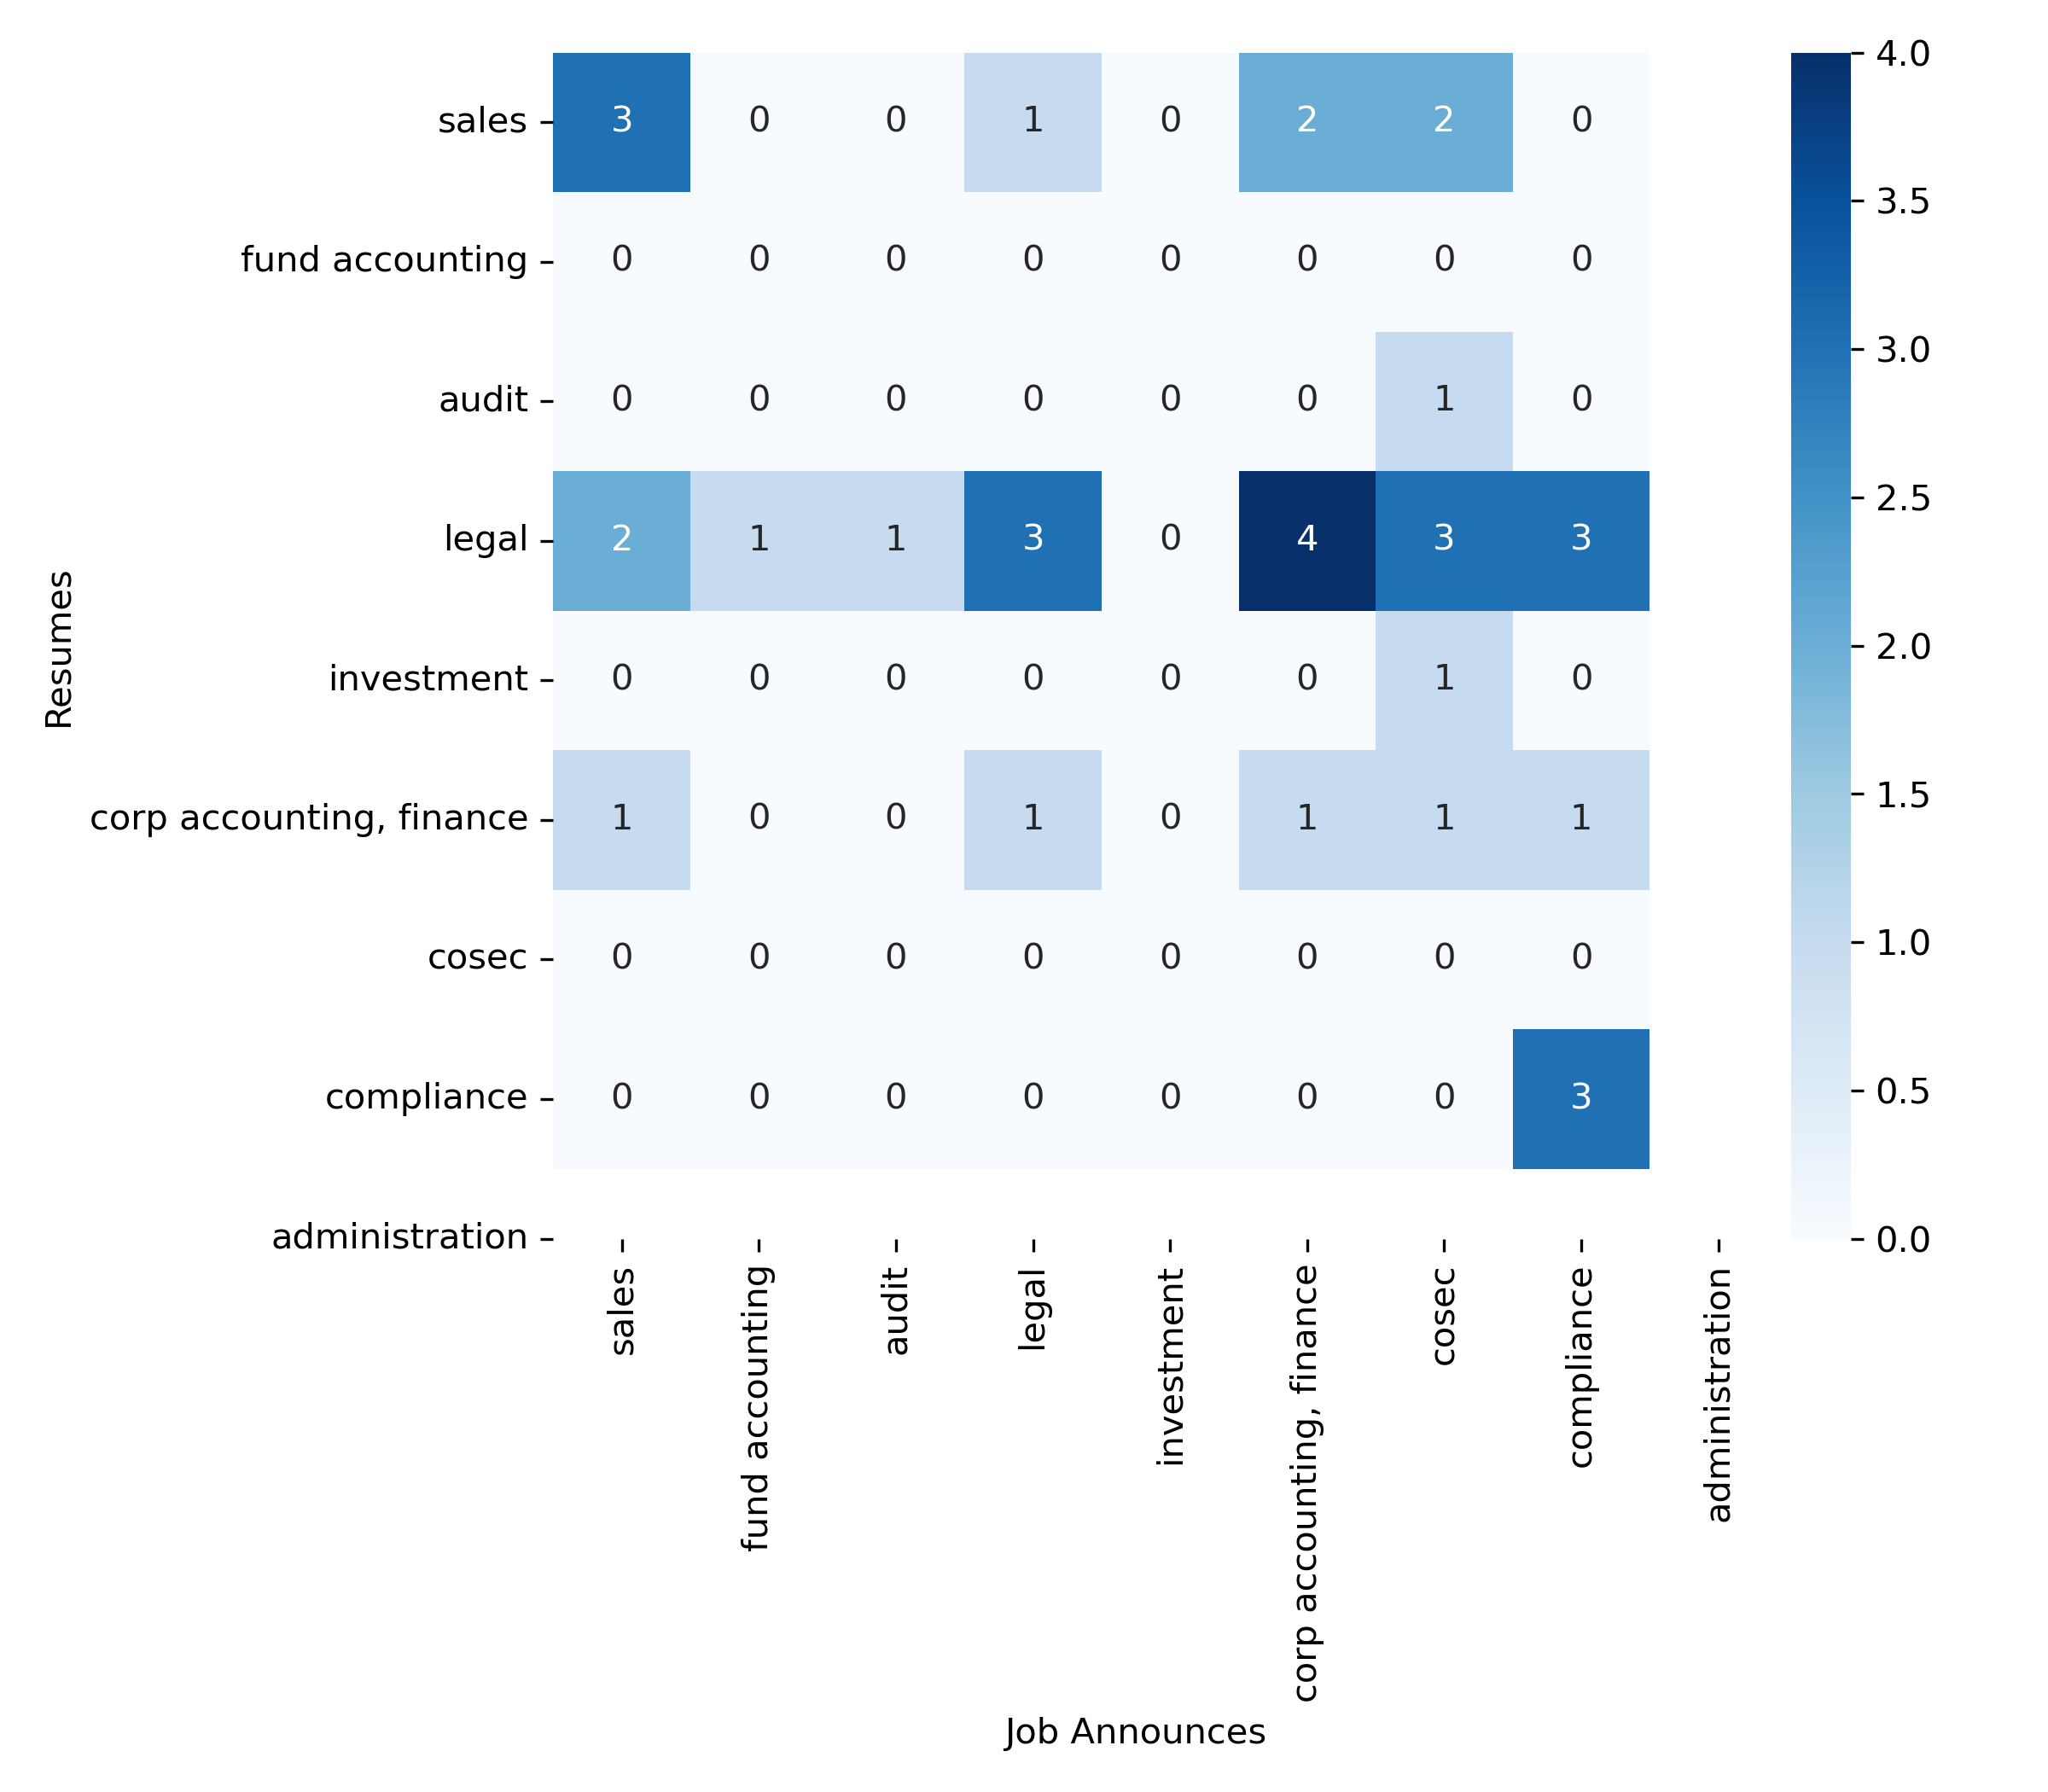 sales 3 0 0 1 0 2 2 0
fund accounting 0 0 0 0 0 0 0 0
audit 0 0 0 0 0 0 1 0
legal 2 1 1 3 0 4 3 3
investment 0 0 0 0 0 0 1 0
corp accounting, finance 1 0 0 1 0 1 1 1
cosec 0 0 0 0 0 0 0 0
compliance 0 0 0 0 0 0 0 3
administration
Resumes
sales
fund accounting
audit
legal
investment
corp accounting, finance
cosec
compliance
administration
Job Announces
4.0
3.5
3.0
2.5
2.0
1.5
1.0
0.5
0.0